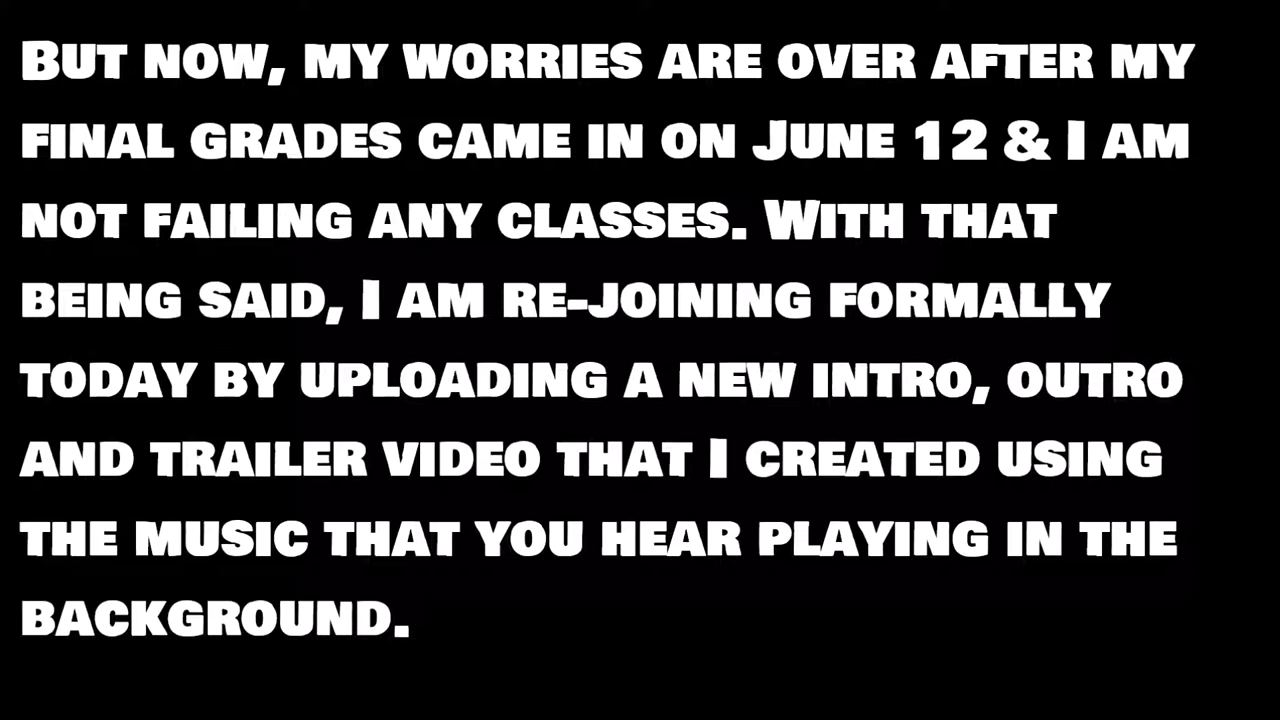 But now, my worries are over after my
final grades came in on June 12 & I am
not failing any classes. With that
being said, I am re-joining formally
today by uploading a new intro, outro
and trailer video that I created using
the music that you hear playing in the
background.